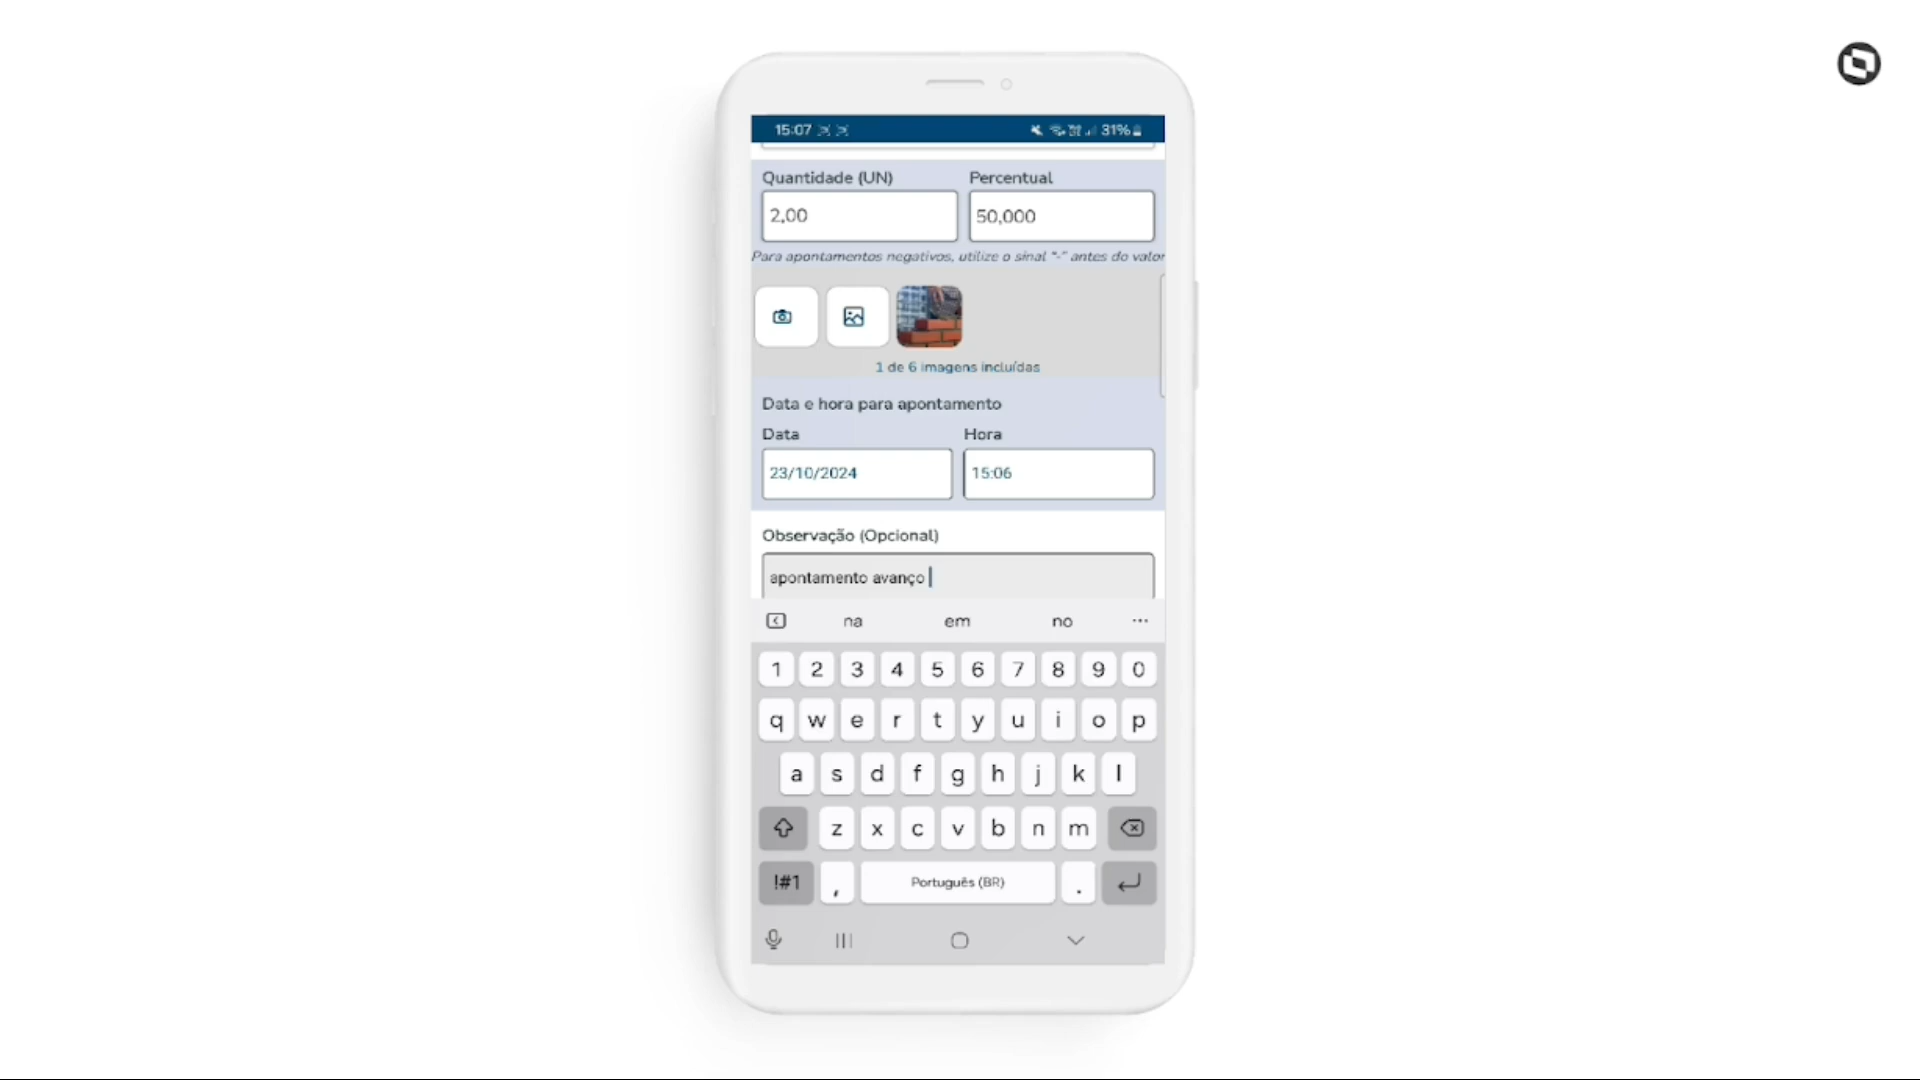 15:07 31%
Quantidade (UN) Percentual
2,00 50,000
Para apontamentos negativos, utilize o sinal "-" antes do valor
1 de 6 imagens incluídas
Data e hora para apontamento
Data Hora
23/10/2024 15:06
Observação (Opcional)
apontamento avanço
na em no ...
1 2 3 4 5 6 7 8 9 0
q w e r t y u i o p
a s d f g h j k l
z x c v b n m
!#1 , Português (BR) .